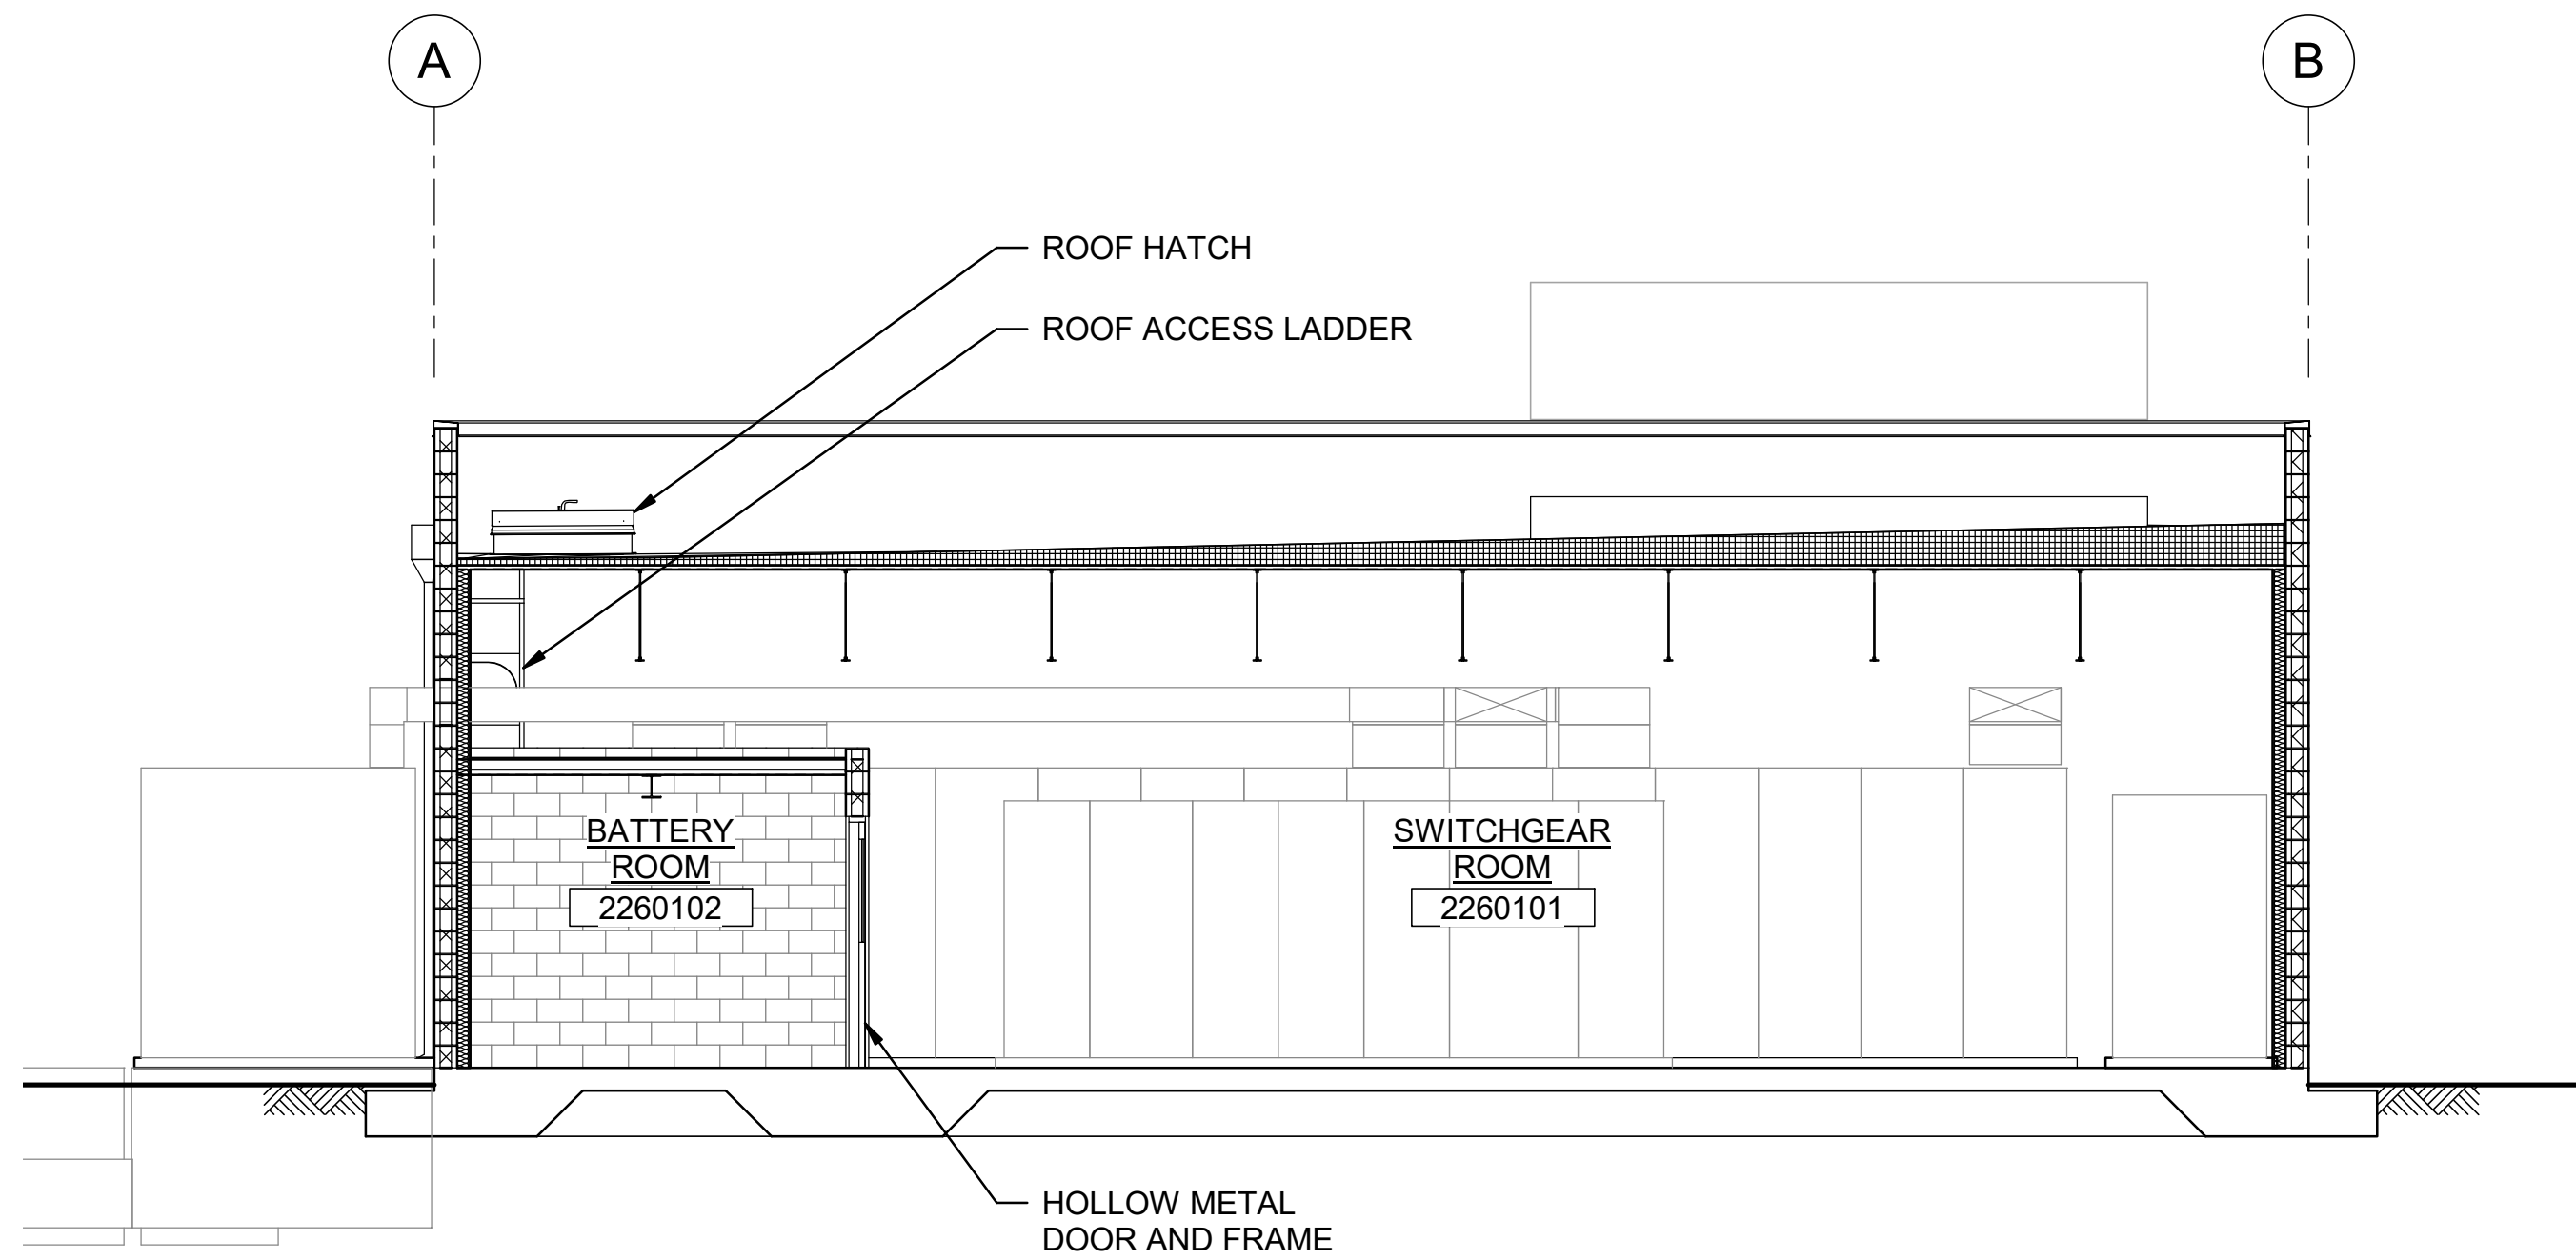 A
B
ROOF HATCH
ROOF ACCESS LADDER
BATTERY
ROOM
2260102
SWITCHGEAR
ROOM
2260101
HOLLOW METAL
DOOR AND FRAME